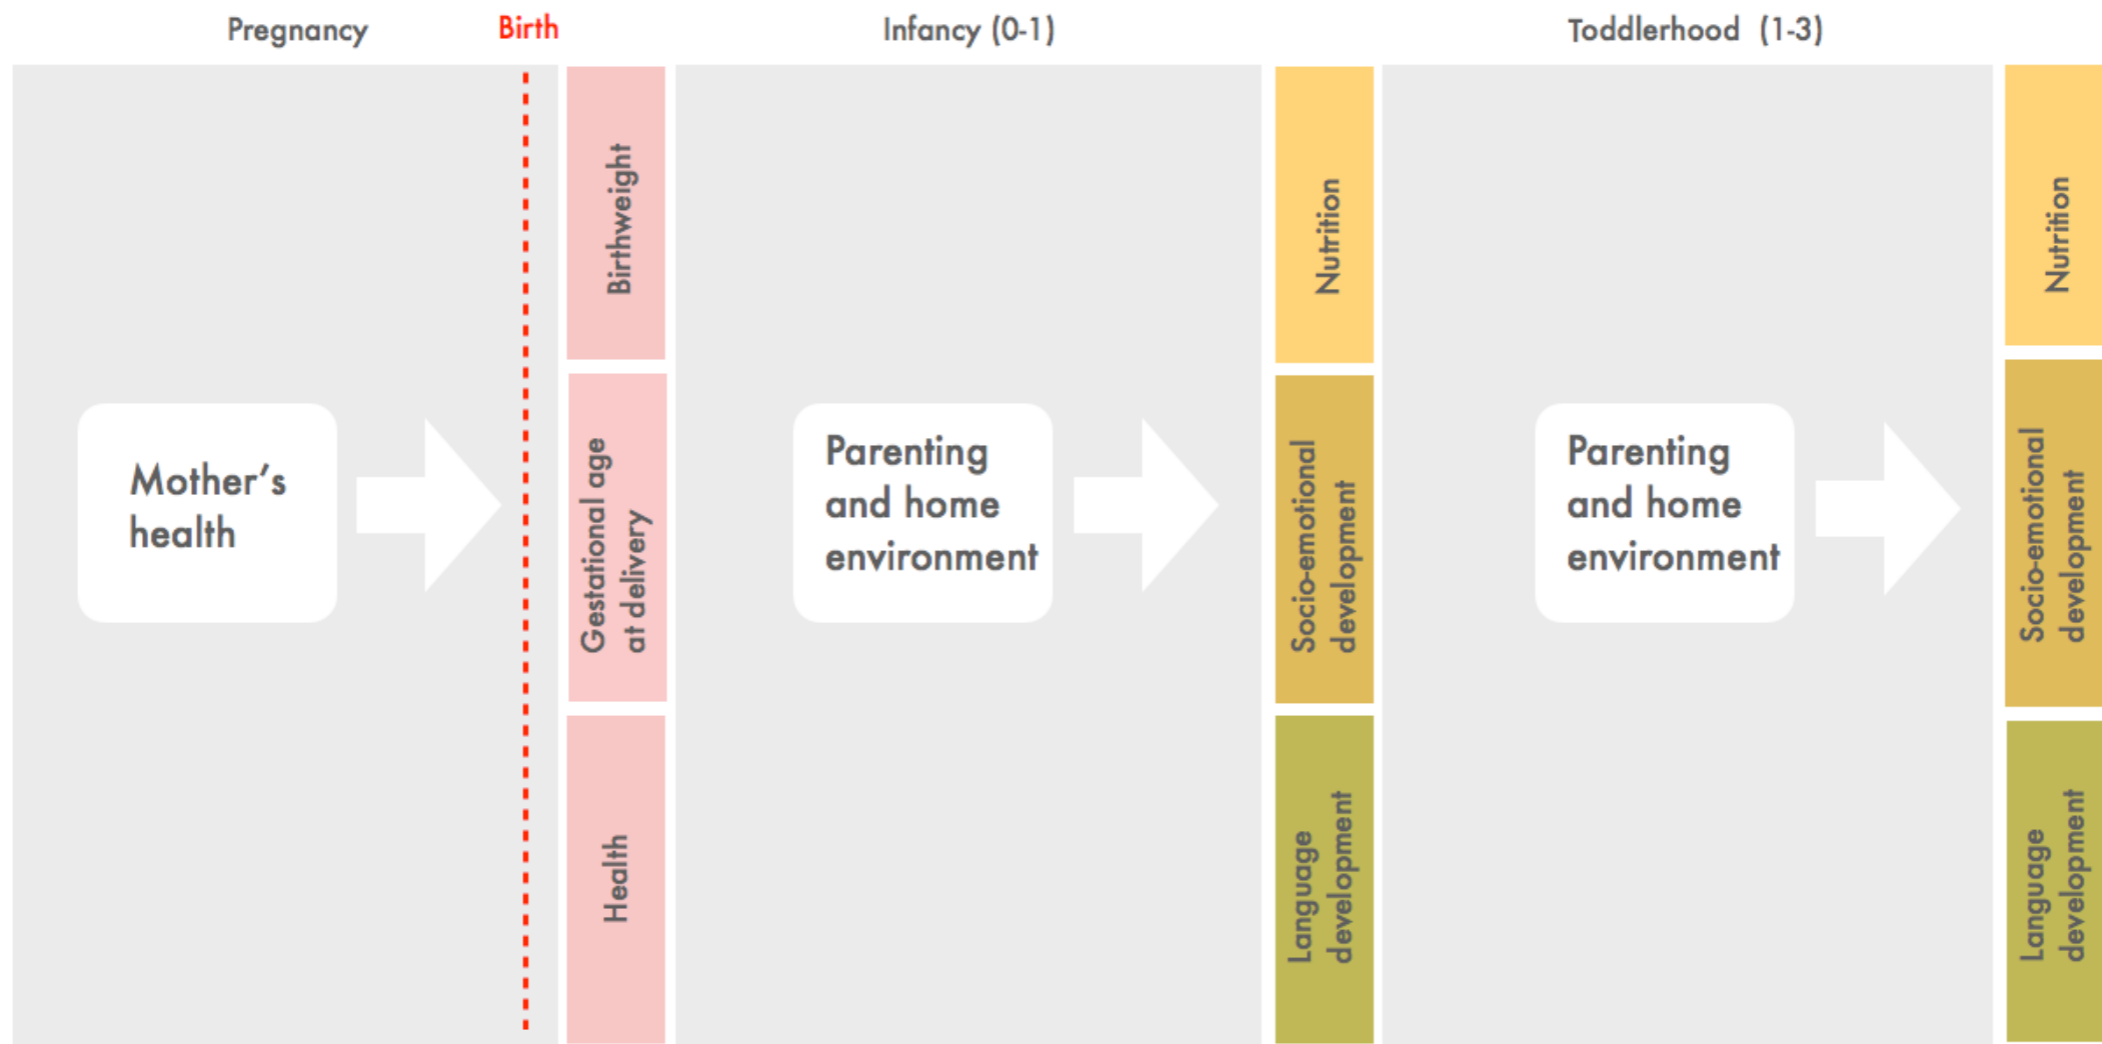 Pregnancy
Birth
Infancy (0-1)
Toddlerhood (1-3)
Mother's
health
Birthweight
Gestational age
at delivery
Health
Parenting
and home
environment
Nutrition
Socio-emotional
development
Language
development
Parenting
and home
environment
Nutrition
Socio-emotional
development
Language
development